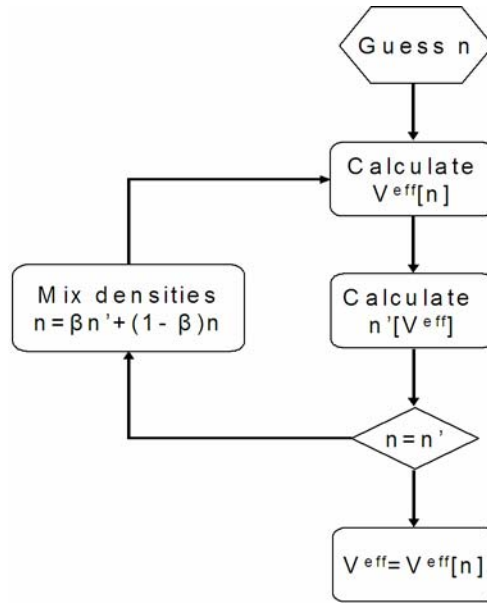 Guess n
Calculate
Vᵉᶠᶠ[n]
Mix densities
n=βn’+(1- β)n
Calculate
n’[Vᵉᶠᶠ]
n=n’
Vᵉᶠᶠ=Vᵉᶠᶠ[n]